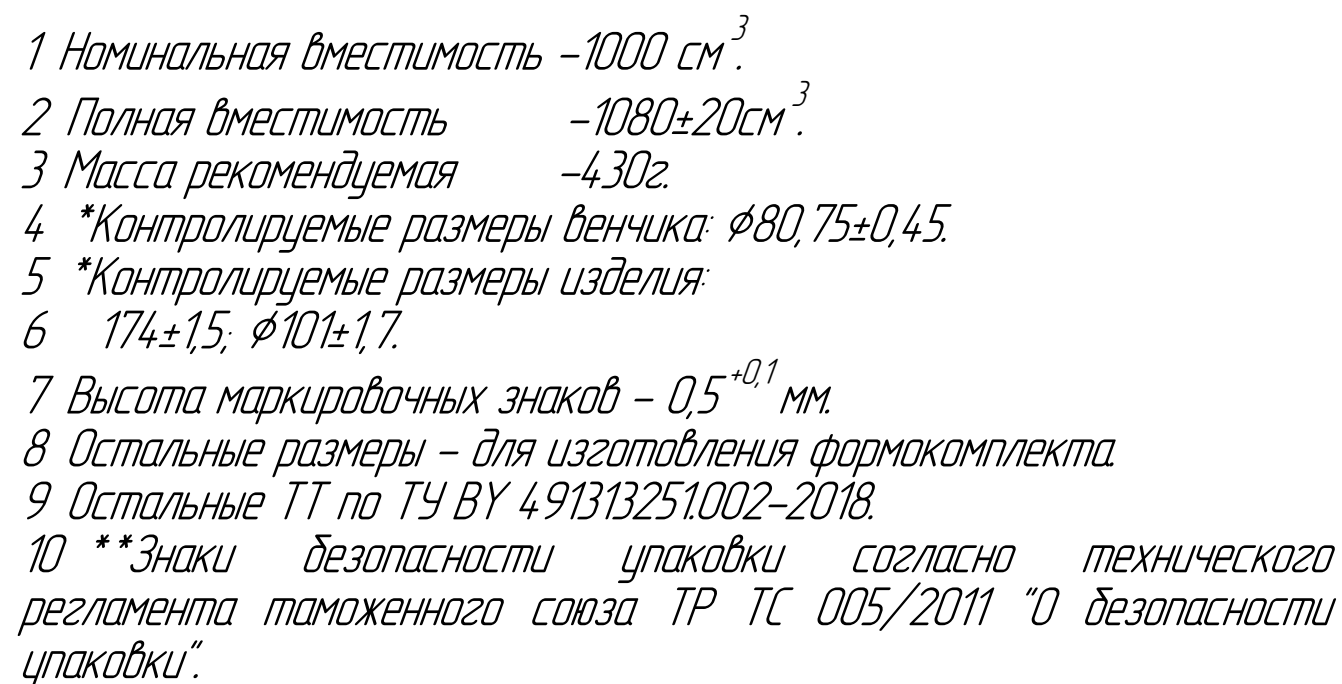 1 Номинальная вместимость –1000 см³.
2 Полная вместимость –1080±20см³.
3 Масса рекомендуемая –430г.
4 *Контролируемые размеры венчика: ϕ80,75±0,45.
5 *Контролируемые размеры изделия:
6 174±1,5; ϕ101±1,7.
7 Высота маркировочных знаков – 0,5⁺⁰,¹ мм.
8 Остальные размеры – для изготовления формокомплекта.
9 Остальные ТТ по ТУ BY 491313251.002–2018.
10 **Знаки безопасности упаковки согласно технического
регламента таможенного союза ТР ТС 005/2011 "О безопасности
упаковки".